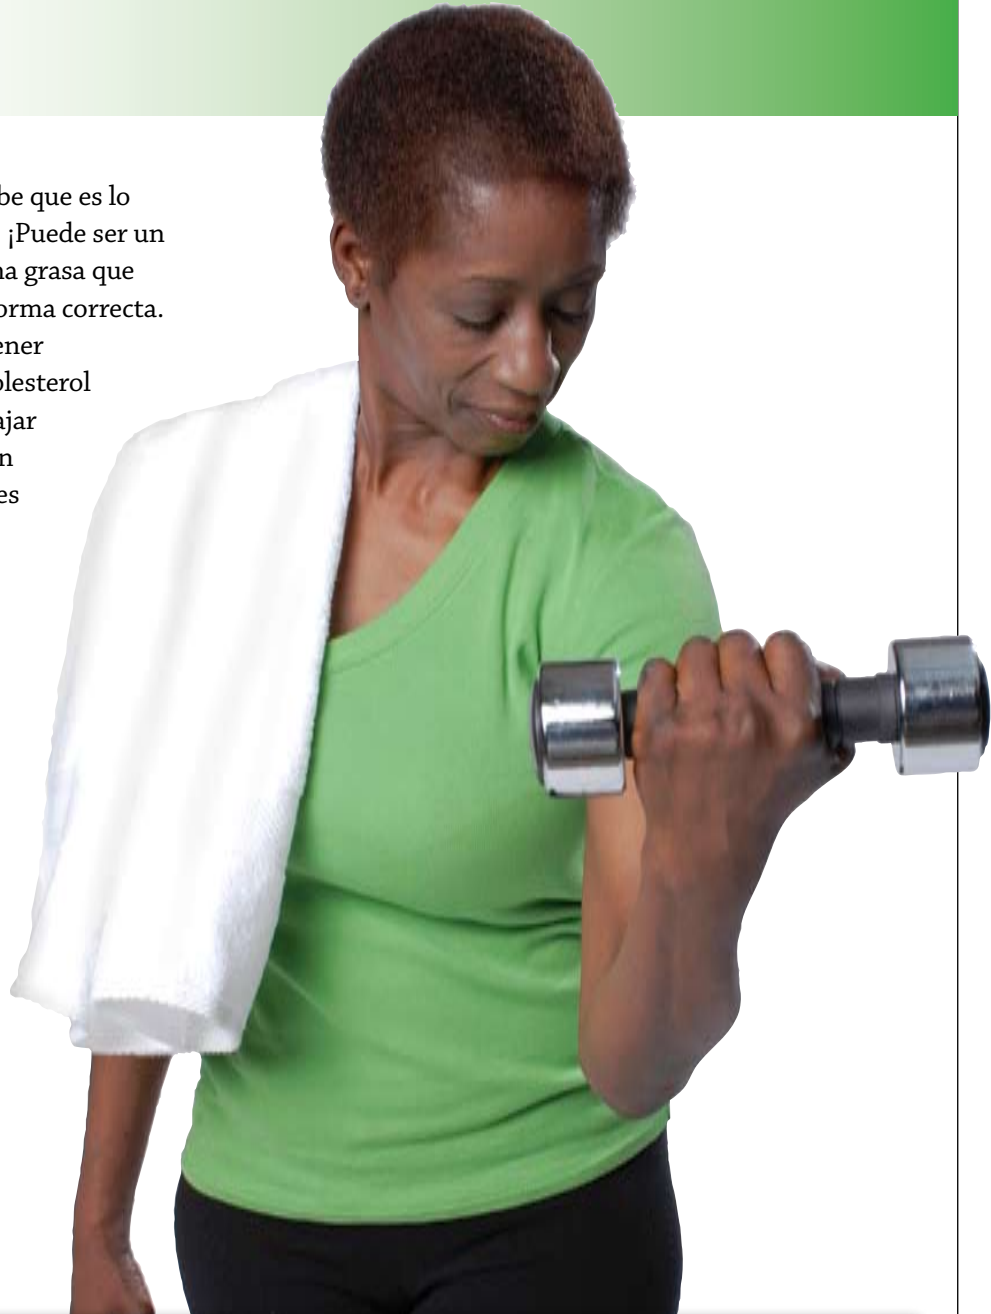 be que es lo
¡Puede ser un
na grasa que
orma correcta.
ener
olesterol
ajar
n
es